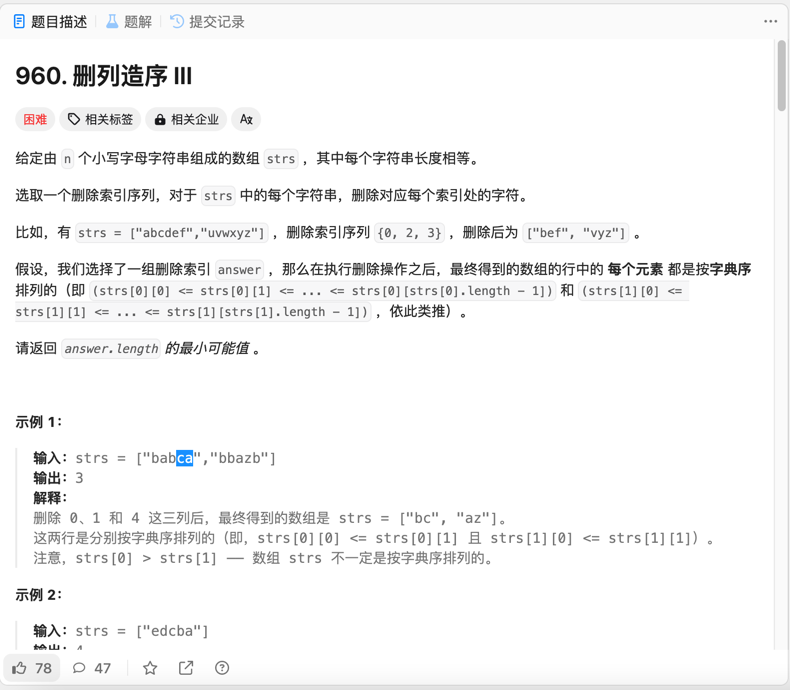 题目描述 题解 提交记录
960. 删列造序 III
困难 相关标签 相关企业
给定由 n 个小写字母字符串组成的数组 strs ，其中每个字符串长度相等。
选取一个删除索引序列，对于 strs 中的每个字符串，删除对应每个索引处的字符。
比如，有 strs = ["abcdef","uvwxyz"] ，删除索引序列 {0, 2, 3} ，删除后为 ["bef", "vyz"] 。
假设，我们选择了一组删除索引 answer ，那么在执行删除操作之后，最终得到的数组的行中的 每个元素 都是按字典序
排列的（即 (strs[0][0] <= strs[0][1] <= ... <= strs[0][strs[0].length - 1]) 和 (strs[1][0] <=
strs[1][1] <= ... <= strs[1][strs[1].length - 1]) ，依此类推）。
请返回 answer.length 的最小可能值 。
示例 1：
输入：strs = ["babca","bbazb"]
输出：3
解释：
删除 0、1 和 4 这三列后，最终得到的数组是 strs = ["bc", "az"]。
这两行是分别按字典序排列的（即，strs[0][0] <= strs[0][1] 且 strs[1][0] <= strs[1][1]）。
注意，strs[0] > strs[1] —— 数组 strs 不一定是按字典序排列的。
示例 2：
输入：strs = ["edcba"]
输出：4
78 47